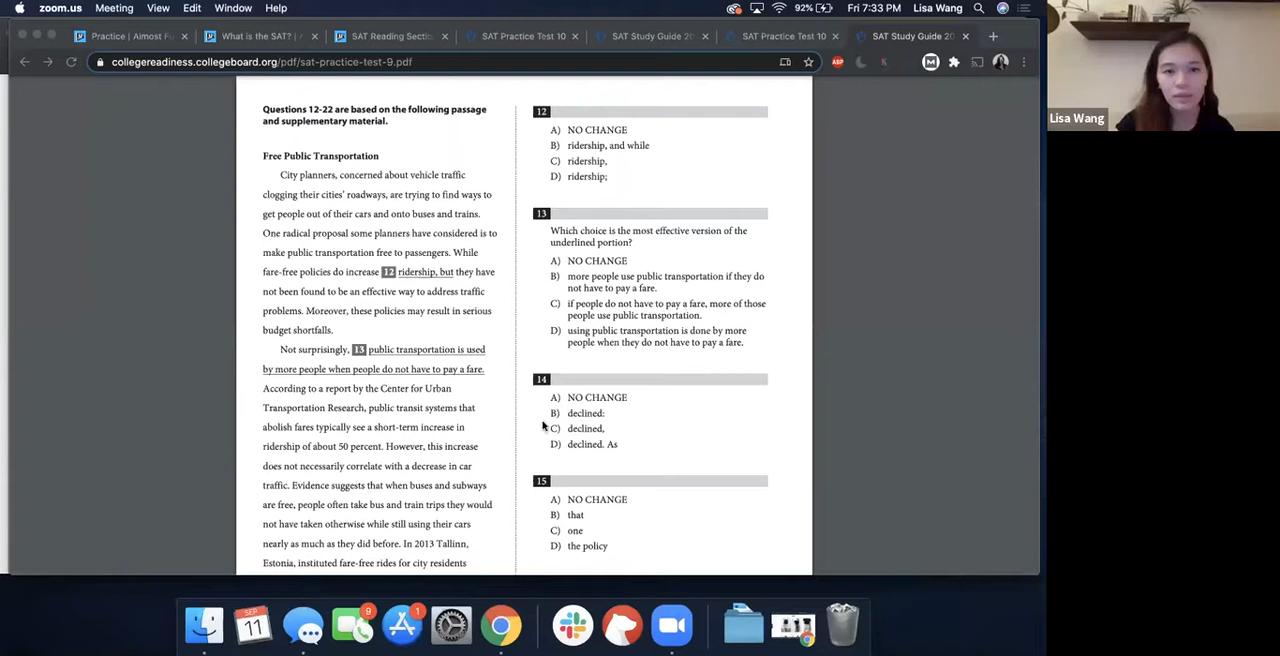 zoom.us Meeting View Edit Window Help 92% Fri 7:33 PM Lisa Wang
Practice | Almost Fu
What is the SAT? | /
SAT Reading Sectio
SAT Practice Test 10
SAT Study Guide 20
SAT Practice Test 10
SAT Study Guide 20
collegereadiness.collegeboard.org/pdf/sat-practice-test-9.pdf
ABP
K
M
Lisa Wang
Questions 12-22 are based on the following passage
and supplementary material.
Free Public Transportation
City planners, concerned about vehicle traffic
clogging their cities' roadways, are trying to find ways to
get people out of their cars and onto buses and trains.
One radical proposal some planners have considered is to
make public transportation free to passengers. While
fare-free policies do increase 12 ridership, but they have
not been found to be an effective way to address traffic
problems. Moreover, these policies may result in serious
budget shortfalls.
Not surprisingly, 13 public transportation is used
by more people when people do not have to pay a fare.
According to a report by the Center for Urban
Transportation Research, public transit systems that
abolish fares typically see a short-term increase in
ridership of about 50 percent. However, this increase
does not necessarily correlate with a decrease in car
traffic. Evidence suggests that when buses and subways
are free, people often take bus and train trips they would
not have taken otherwise while still using their cars
nearly as much as they did before. In 2013 Tallinn,
Estonia, instituted fare-free rides for city residents
12
A) NO CHANGE
B) ridership, and while
C) ridership,
D) ridership;
13
Which choice is the most effective version of the
underlined portion?
A) NO CHANGE
B) more people use public transportation if they do
not have to pay a fare.
C) if people do not have to pay a fare, more of those
people use public transportation.
D) using public transportation is done by more
people when they do not have to pay a fare.
14
A) NO CHANGE
B) declined:
C) declined,
D) declined. As
15
A) NO CHANGE
B) that
C) one
D) the policy
SEP
11
9
1